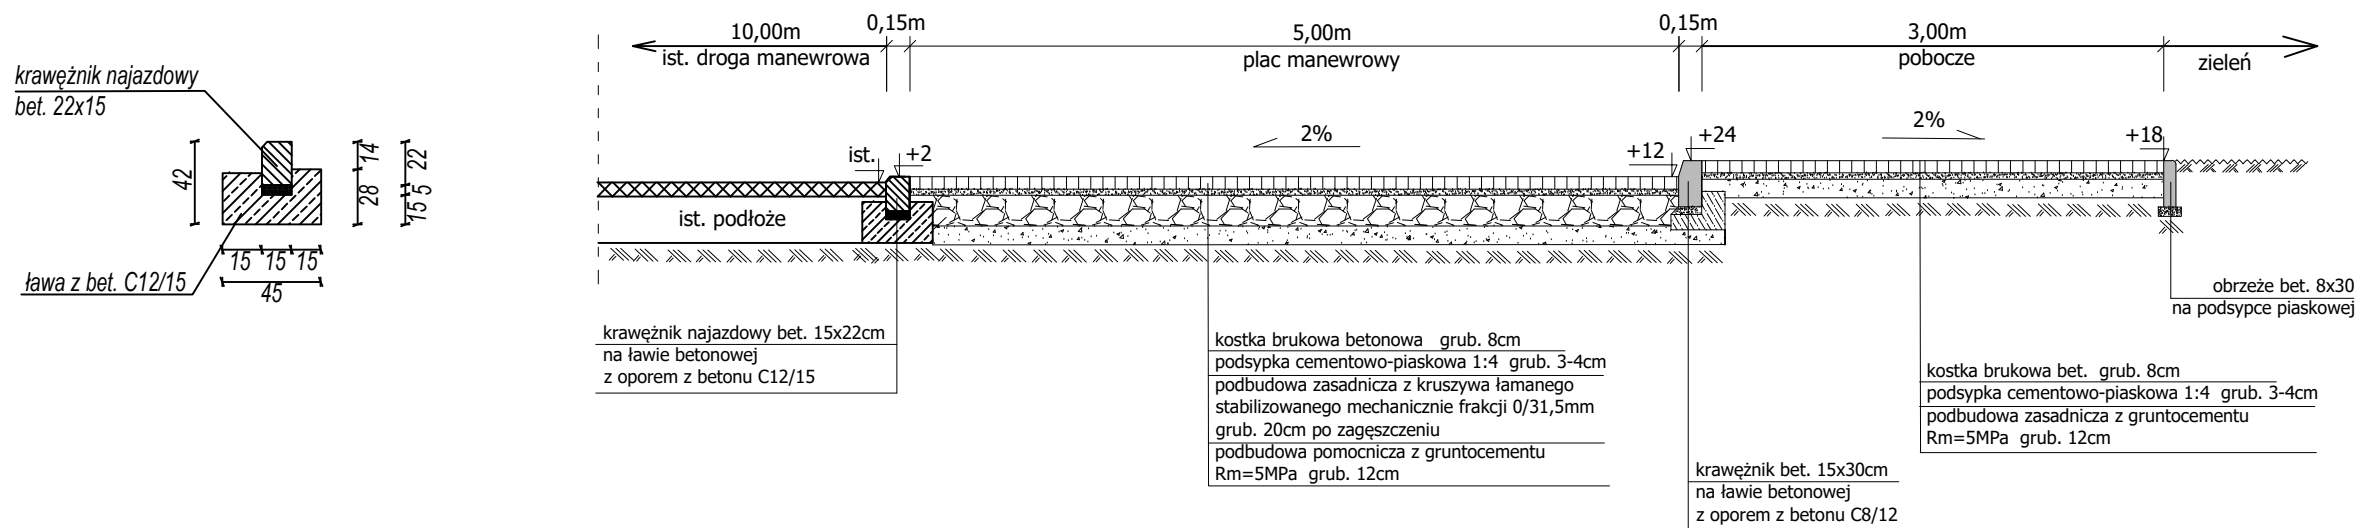 krawężnik najazdowy
bet. 22x15
42
14
28
22
5
15
15
15
15
45
ława z bet. C12/15
10,00m
0,15m
5,00m
0,15m
3,00m
ist. droga manewrowa
plac manewrowy
pobocze
zieleń
2%
2%
ist.
+2
+12
+24
+18
ist. podłoże
krawężnik najazdowy bet. 15x22cm
na ławie betonowej
z oporem z betonu C12/15
kostka brukowa betonowa grub. 8cm
podsypka cementowo-piaskowa 1:4 grub. 3-4cm
podbudowa zasadnicza z kruszywa łamanego
stabilizowanego mechanicznie frakcji 0/31,5mm
grub. 20cm po zagęszczeniu
podbudowa pomocnicza z gruntocementu
Rm=5MPa grub. 12cm
krawężnik bet. 15x30cm
na ławie betonowej
z oporem z betonu C8/12
kostka brukowa bet. grub. 8cm
podsypka cementowo-piaskowa 1:4 grub. 3-4cm
podbudowa zasadnicza z gruntocementu
Rm=5MPa grub. 12cm
obrzeże bet. 8x30
na podsypce piaskowej